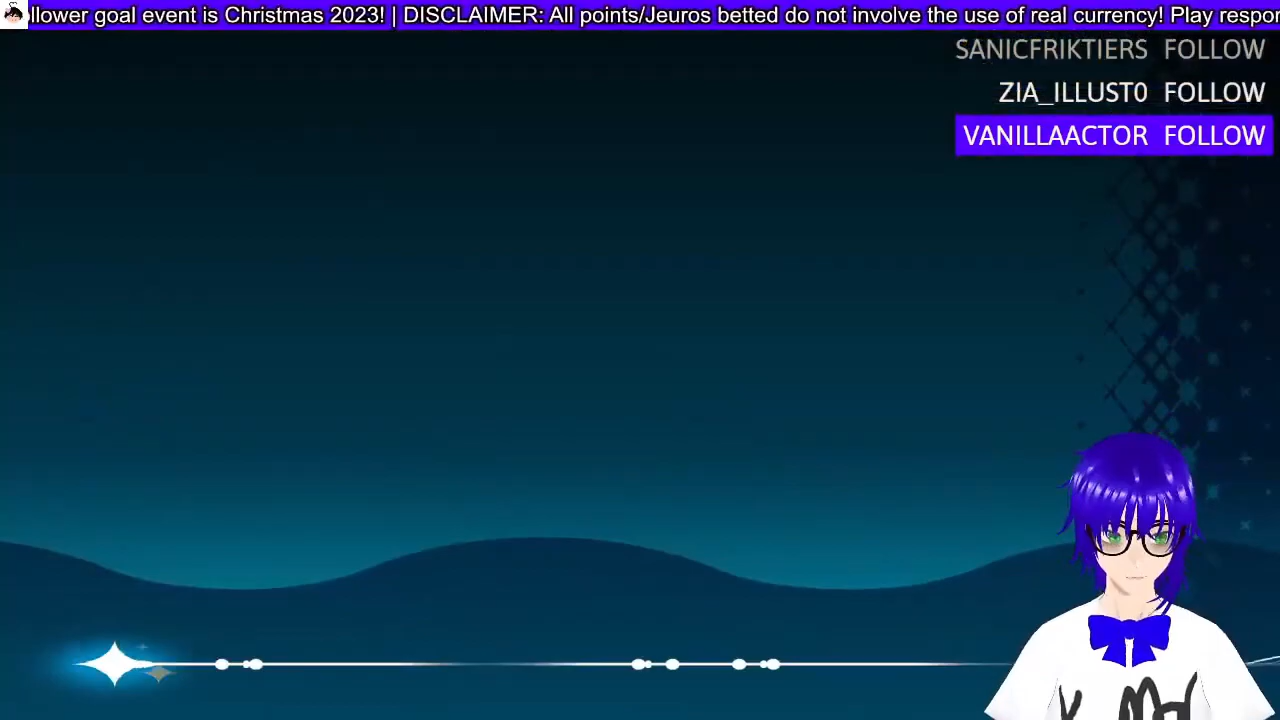 llower goal event is Christmas 2023! | DISCLAIMER: All points/Jeuros betted do not involve the use of real currency! Play respor
SANICFRIKTIERS FOLLOW
ZIA_ILLUST0 FOLLOW
VANILLAACTOR FOLLOW